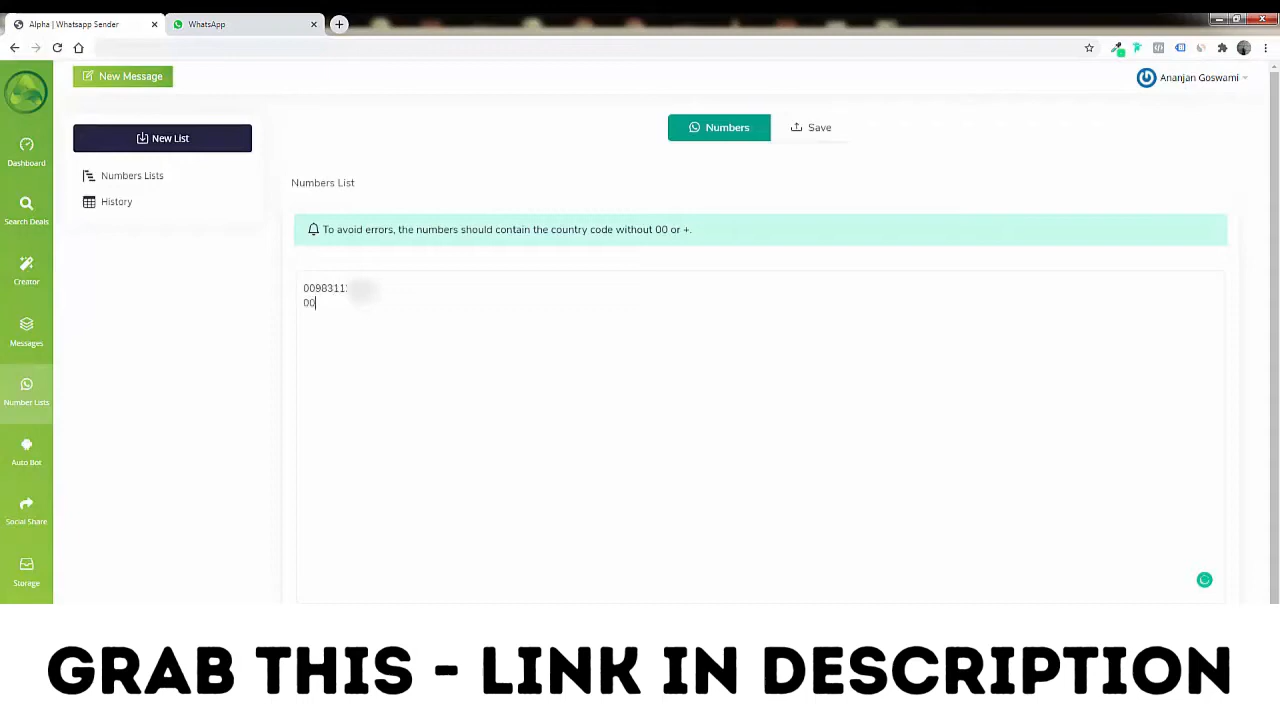 Alpha | Whatsapp Sender
WhatsApp
New Message
Ananjan Goswami
New List
Numbers
Save
Dashboard
Numbers Lists
Numbers List
History
Search Deals
To avoid errors, the numbers should contain the country code without 00 or +.
Creator
00
Messages
Number Lists
Auto Bot
Social Share
Storage
GRAB THIS - LINK IN DESCRIPTION